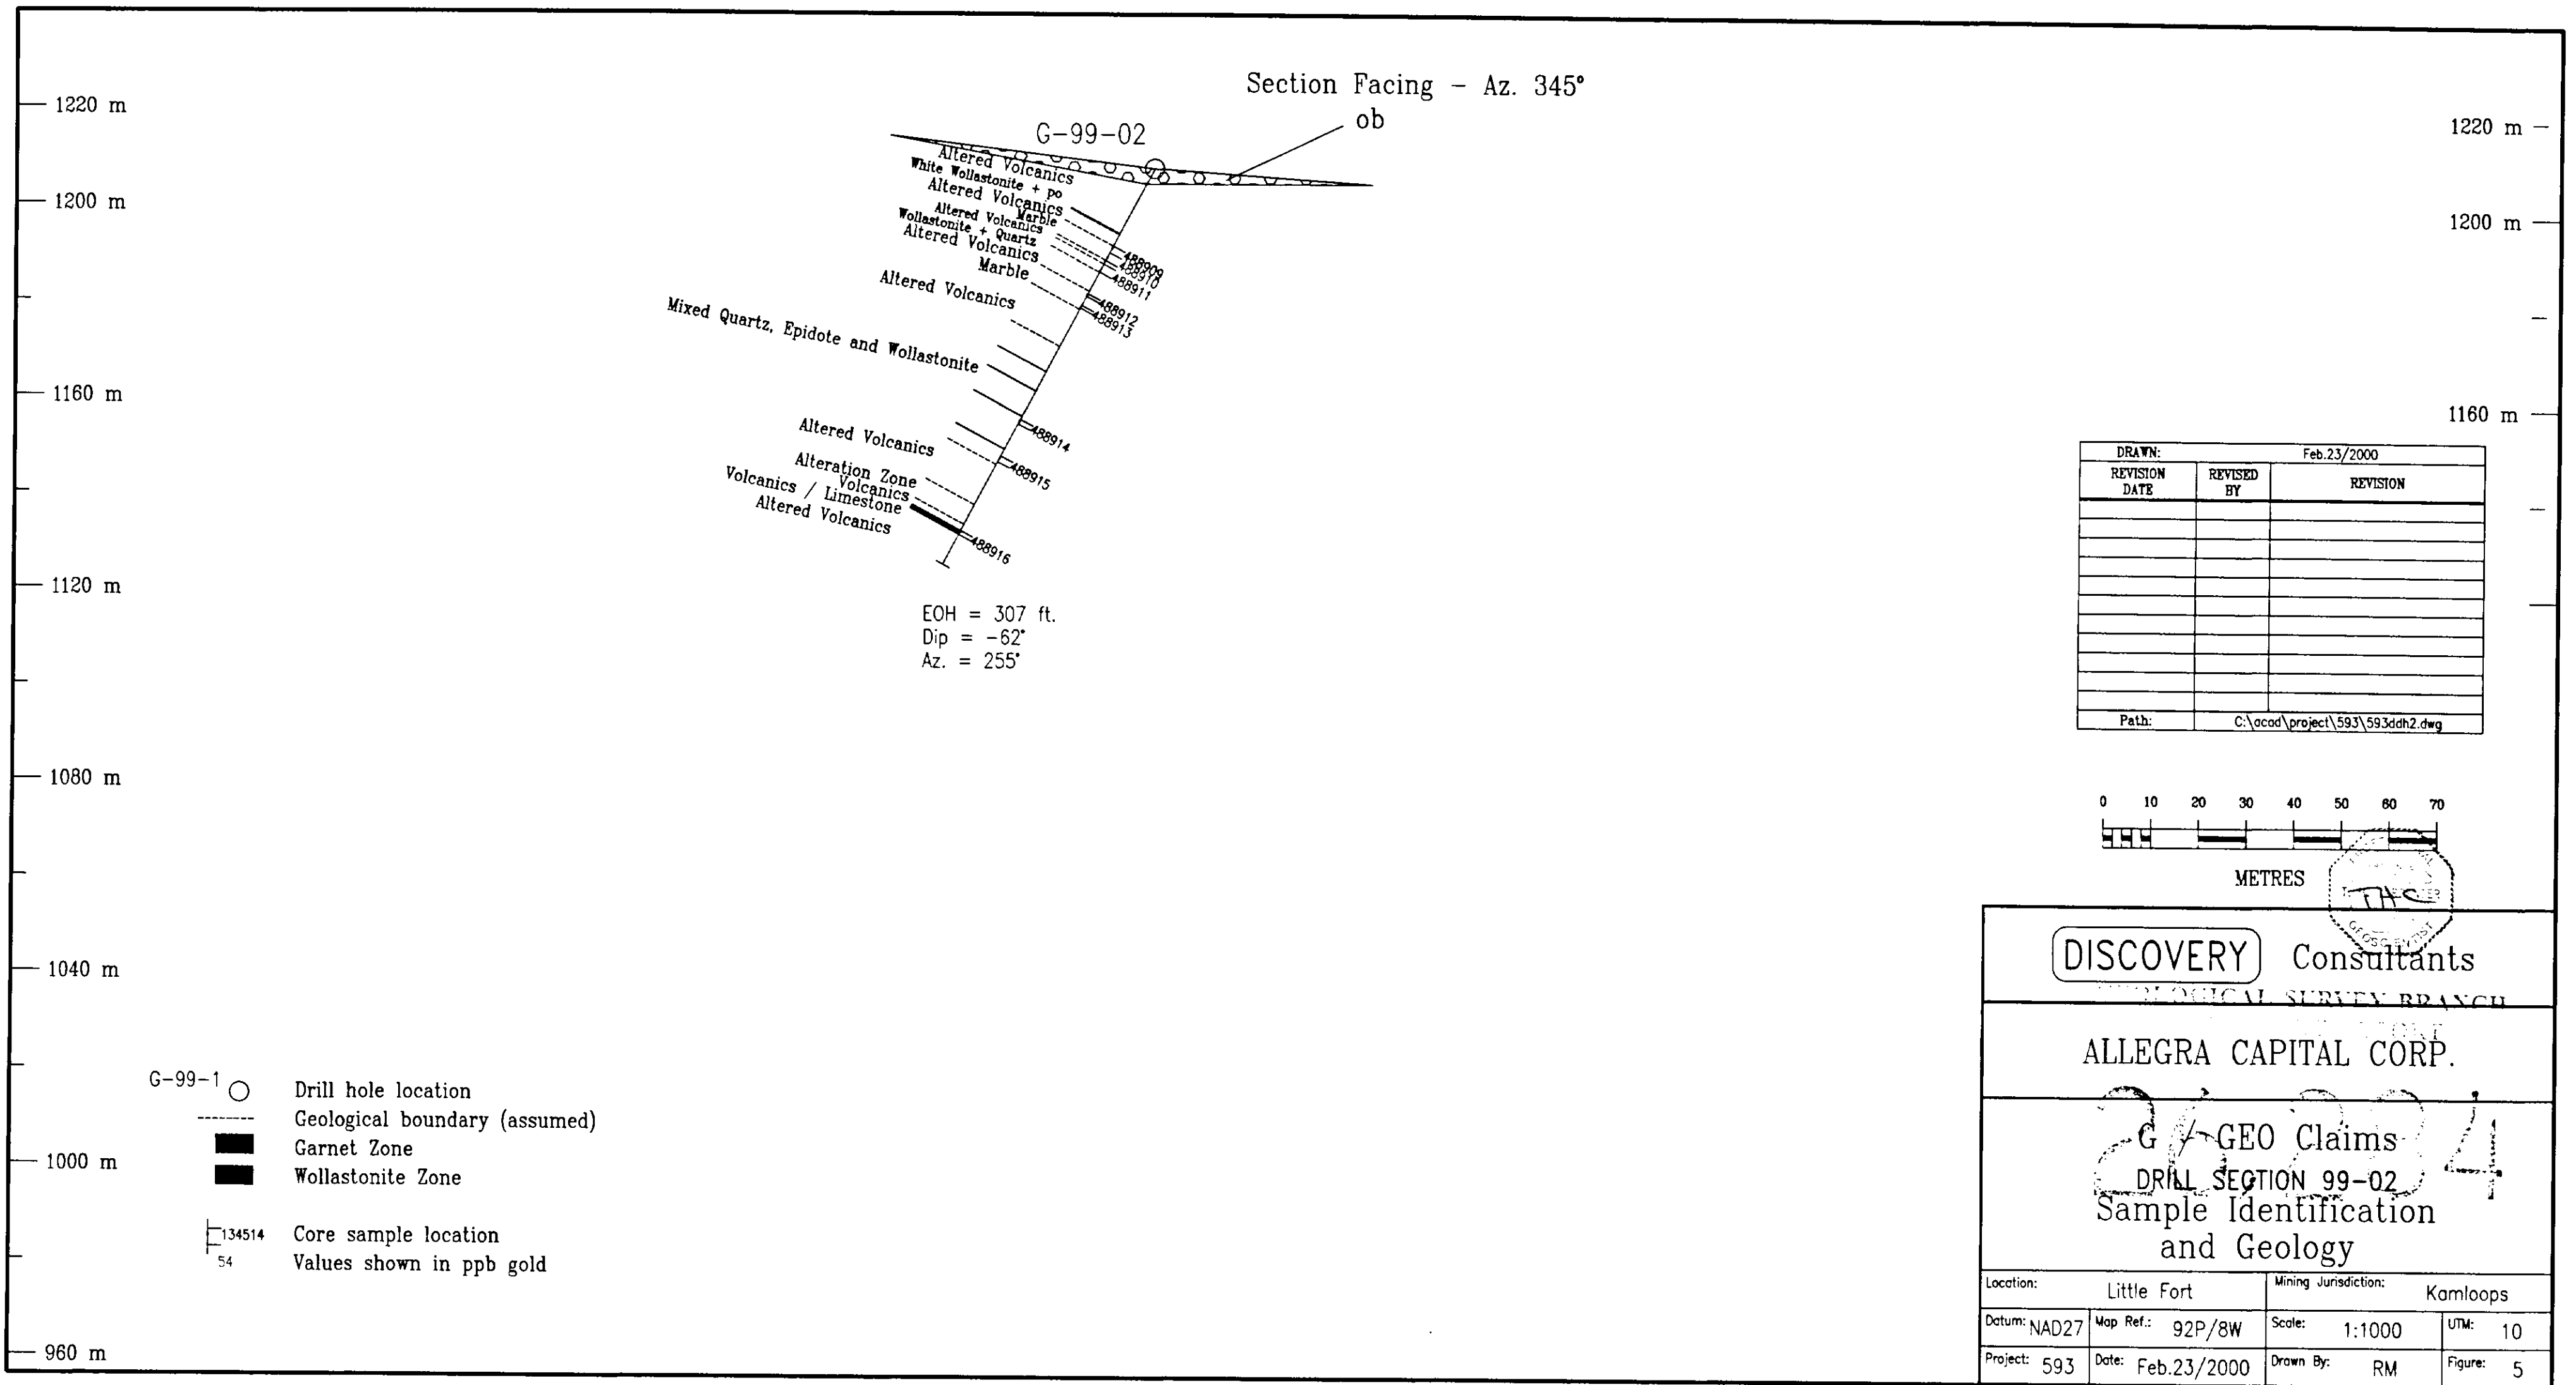 Section Facing - Az. 345°
ob
G-99-02
1220 m
1200 m
1160 m
1120 m
1080 m
1040 m
1000 m
960 m
1220 m
1200 m
1160 m
Altered Volcanics
White Wollastonite + po
Altered Volcanics
Marble
Altered Volcanics
Wollastonite + Quartz
Altered Volcanics
Marble
Altered Volcanics
Mixed Quartz, Epidote and Wollastonite
Altered Volcanics
Alteration Zone
Volcanics
Volcanics / Limestone
Altered Volcanics
488909
488910
488911
488912
488913
488914
488915
488916
EOH = 307 ft.
Dip = -62°
Az. = 255°
DRAWN: Feb.23/2000
REVISION DATE REVISED BY REVISION
Path: C:\acad\project\593\593ddh2.dwg
0 10 20 30 40 50 60 70
METRES
THC
GEOSCIENTIST
DISCOVERY Consultants
GEOLOGICAL SURVEY BRANCH
ALLEGRA CAPITAL CORP.
G / GEO Claims
DRILL SECTION 99-02
Sample Identification
and Geology
Location: Little Fort Mining Jurisdiction: Kamloops
Datum: NAD27 Map Ref.: 92P/8W Scale: 1:1000 UTM: 10
Project: 593 Date: Feb.23/2000 Drawn By: RM Figure: 5
G-99-1 Drill hole location
Geological boundary (assumed)
Garnet Zone
Wollastonite Zone
134514 Core sample location
54 Values shown in ppb gold